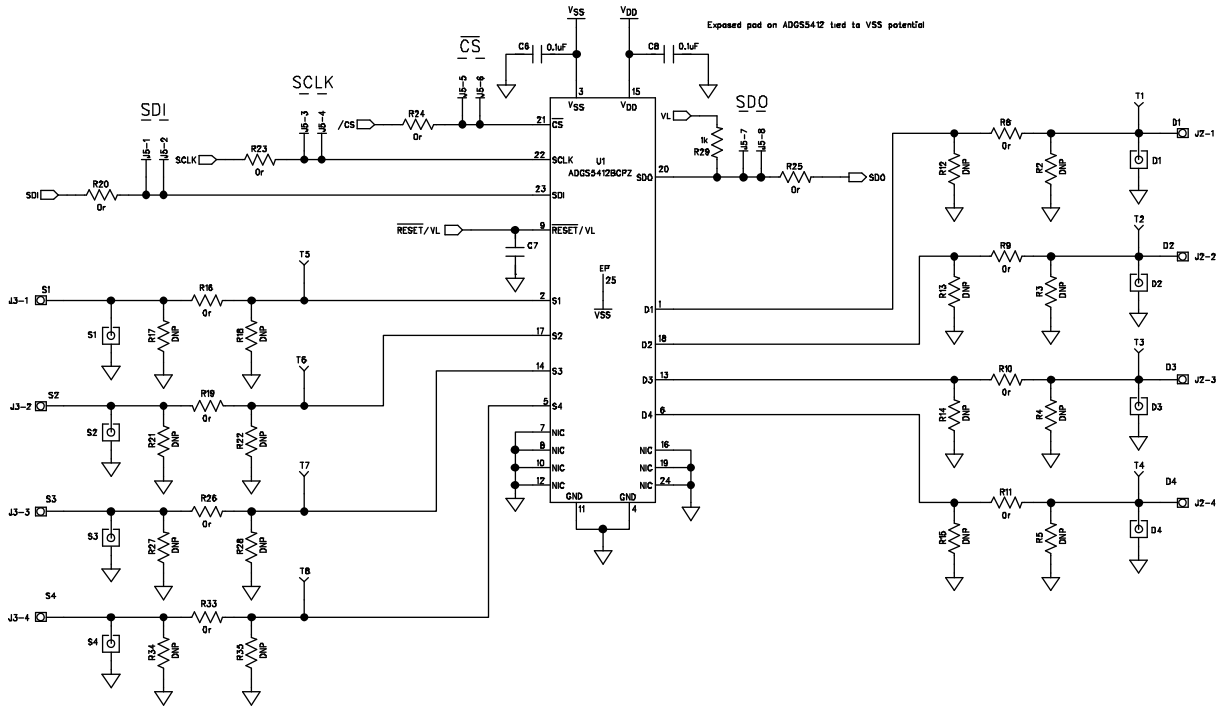 VSS
VDD
Exposed pad on ADGS5412 tied to VSS potential
C6
0.1uF
C8
0.1uF
CS
J5-5
J5-6
3
VSS
15
VDD
SCLK
J5-3
J5-4
R24
/CS
0r
21
CS
VL
1k
R29
SDO
J5-7
J5-8
T1
D1
J2-1
D1
R12
DNP
R8
0r
R2
DNP
SDI
J5-1
J5-2
R23
SCLK
0r
22
SCLK
U1
ADGS5412BCPZ
20
SDO
R25
0r
SDO
R20
SDI
0r
23
SDI
RESET/VL
9
RESET/VL
C7
EP
25
VSS
T2
D2
J2-2
D2
R13
DNP
R9
0r
R3
DNP
T5
S1
J3-1
S1
R17
DNP
R16
0r
R18
DNP
2
S1
1
D1
17
S2
18
D2
T3
D3
J2-3
D3
R14
DNP
R10
0r
R4
DNP
T6
S2
J3-2
S2
R21
DNP
R19
0r
R22
DNP
14
S3
13
D3
5
S4
6
D4
7
NIC
8
NIC
10
NIC
12
NIC
16
NIC
19
NIC
24
NIC
GND
11
GND
4
T4
D4
J2-4
D4
R15
DNP
R11
0r
R5
DNP
T7
S3
J3-3
S3
R27
DNP
R26
0r
R28
DNP
T8
S4
J3-4
S4
R34
DNP
R33
0r
R35
DNP